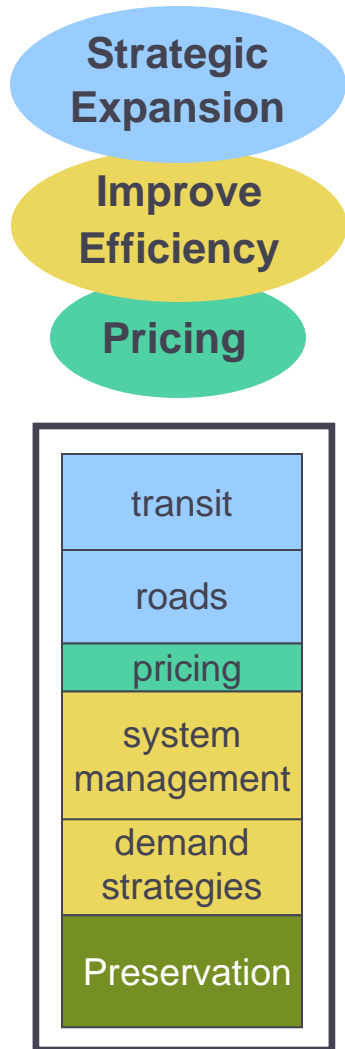 Strategic
Expansion
Improve
Efficiency
Pricing
transit
roads
pricing
system
management
demand
strategies
Preservation